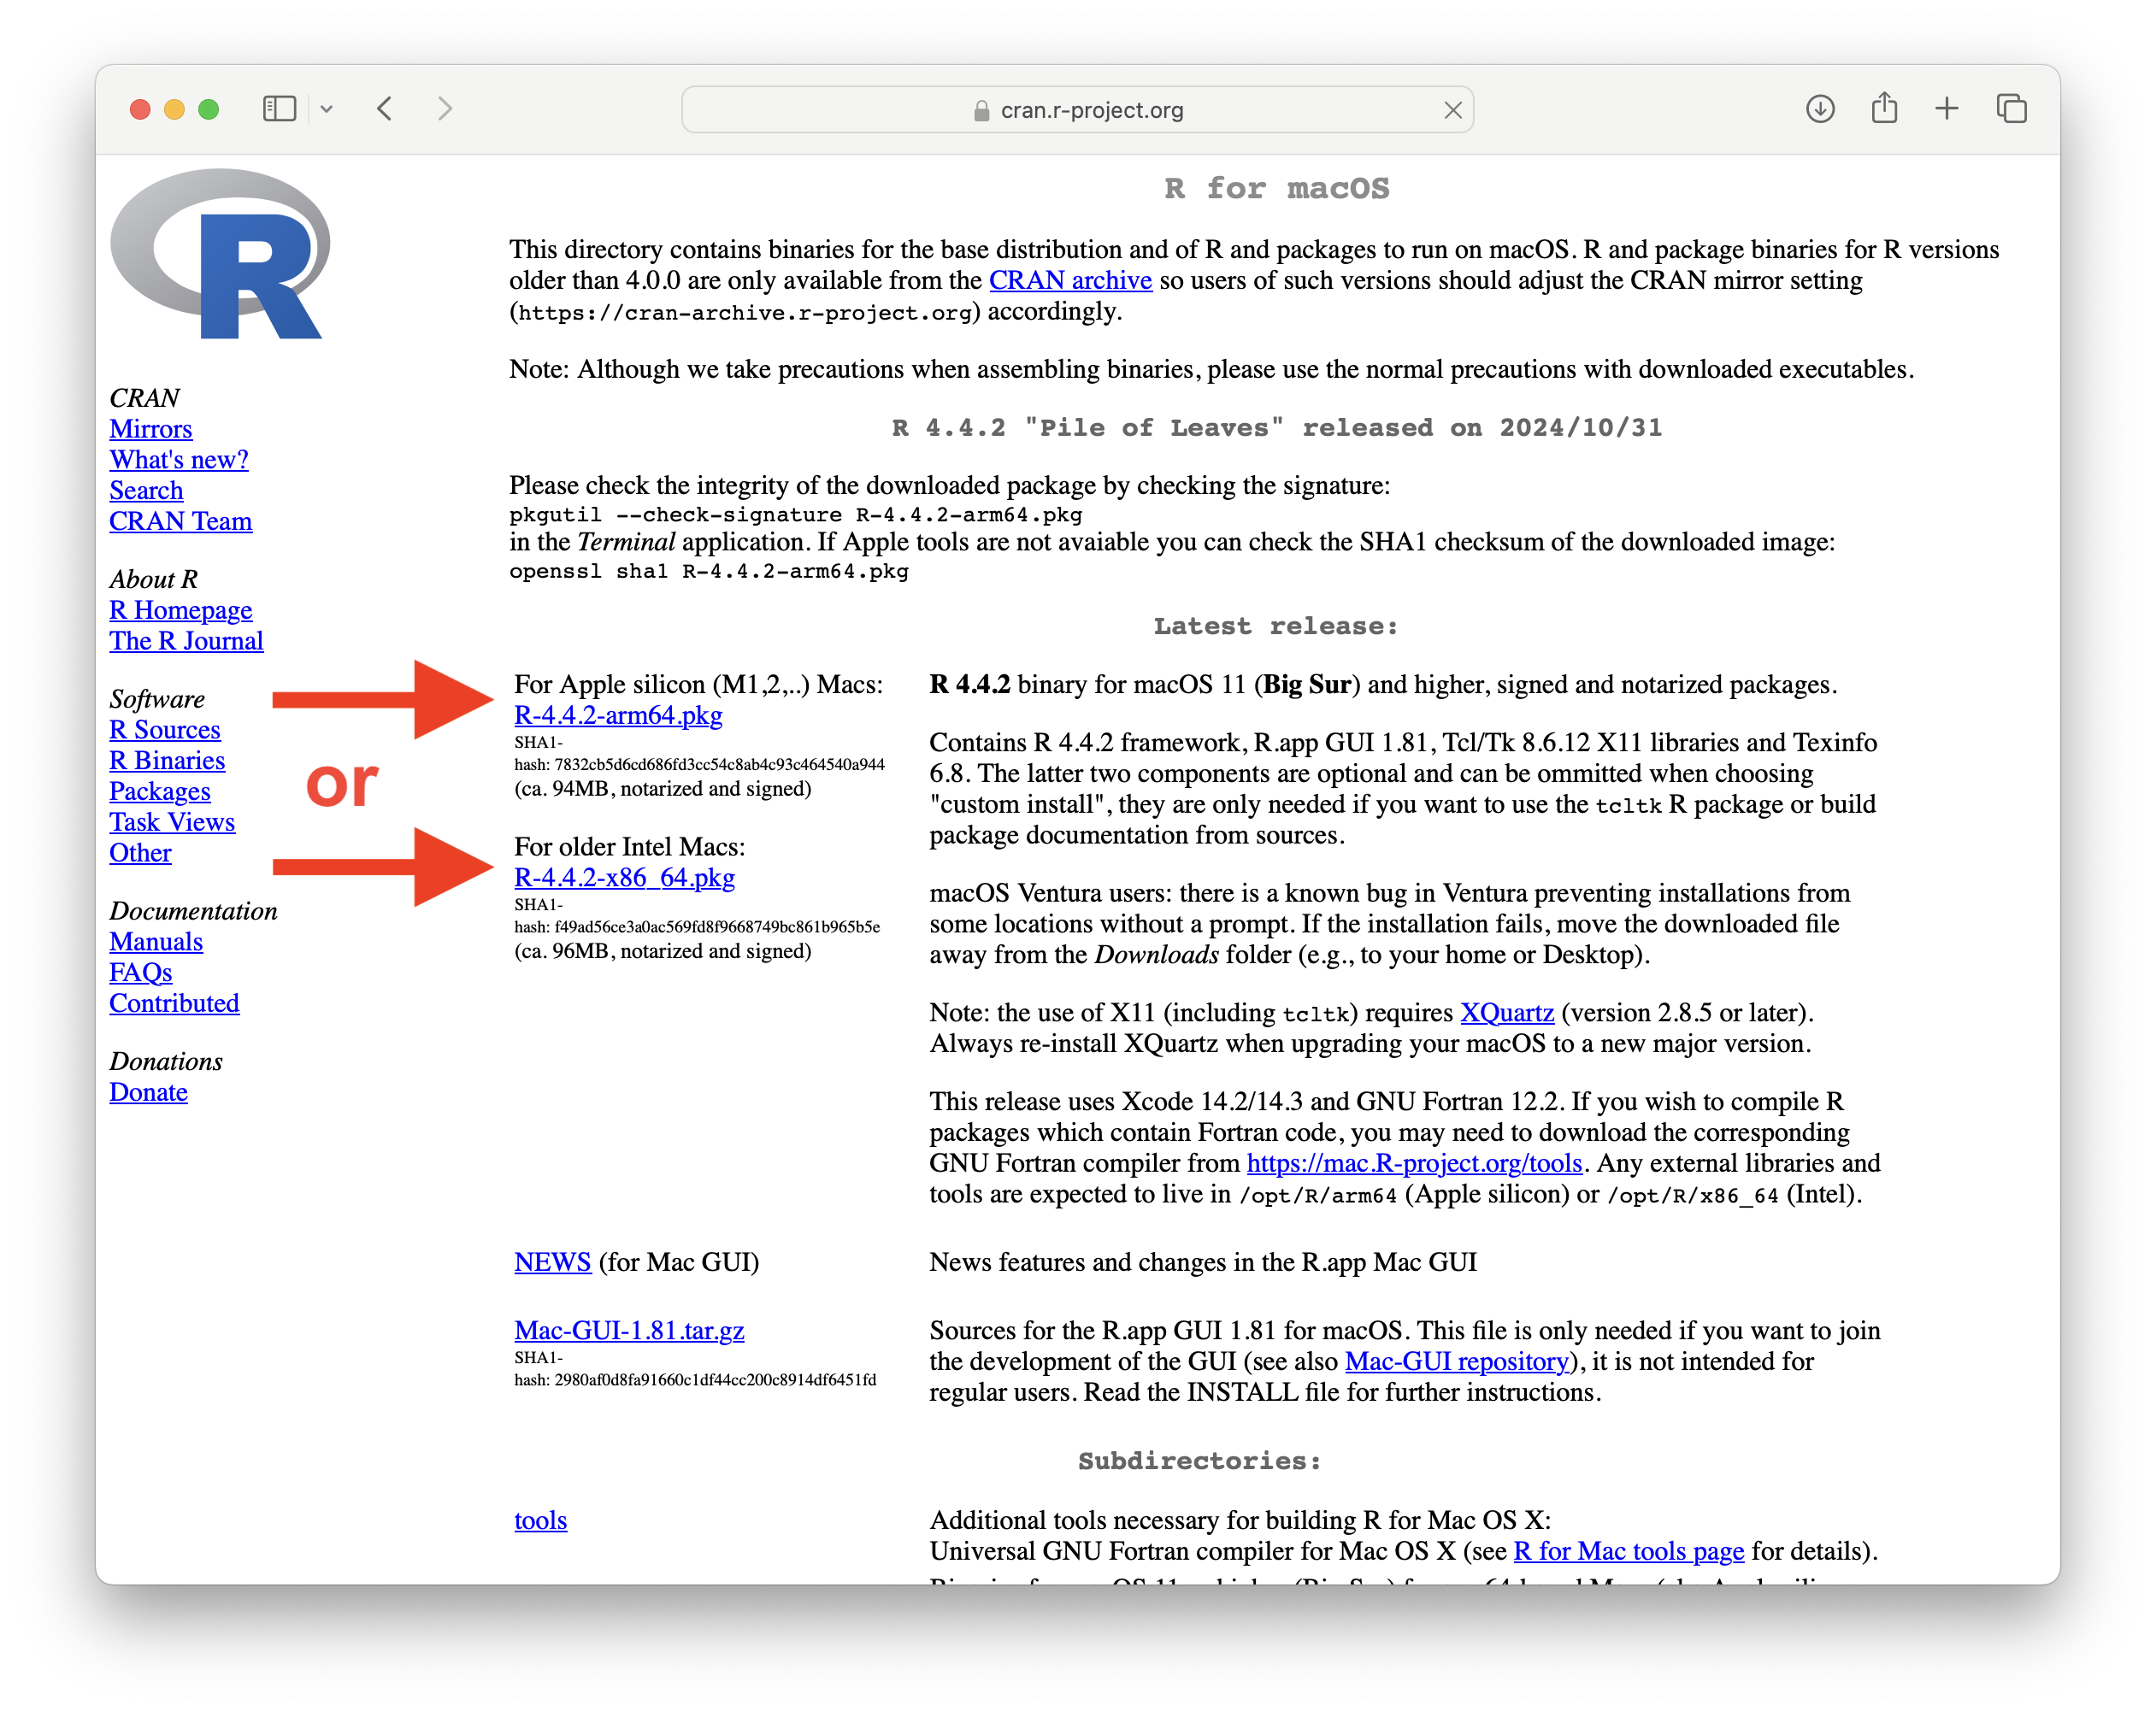 cran.r-project.org
R
R for macOS
This directory contains binaries for the base distribution and of R and packages to run on macOS. R and package binaries for R versions
older than 4.0.0 are only available from the CRAN archive so users of such versions should adjust the CRAN mirror setting
(https://cran-archive.r-project.org) accordingly.
Note: Although we take precautions when assembling binaries, please use the normal precautions with downloaded executables.
R 4.4.2 "Pile of Leaves" released on 2024/10/31
Please check the integrity of the downloaded package by checking the signature:
pkgutil --check-signature R-4.4.2-arm64.pkg
in the Terminal application. If Apple tools are not avaiable you can check the SHA1 checksum of the downloaded image:
openssl sha1 R-4.4.2-arm64.pkg
CRAN
Mirrors
What's new?
Search
CRAN Team
About R
R Homepage
The R Journal
Software
R Sources
R Binaries
Packages
Task Views
Other
Documentation
Manuals
FAQs
Contributed
Donations
Donate
or
Latest release:
For Apple silicon (M1,2,..) Macs:
R-4.4.2-arm64.pkg
SHA1-
hash: 7832cb5d6cd686fd3cc54c8ab4c93c464540a944
(ca. 94MB, notarized and signed)
For older Intel Macs:
R-4.4.2-x86_64.pkg
SHA1-
hash: f49ad56ce3a0ac569fd8f9668749bc861b965b5e
(ca. 96MB, notarized and signed)
R 4.4.2 binary for macOS 11 (Big Sur) and higher, signed and notarized packages.
Contains R 4.4.2 framework, R.app GUI 1.81, Tcl/Tk 8.6.12 X11 libraries and Texinfo
6.8. The latter two components are optional and can be ommitted when choosing
"custom install", they are only needed if you want to use the tcltk R package or build
package documentation from sources.
macOS Ventura users: there is a known bug in Ventura preventing installations from
some locations without a prompt. If the installation fails, move the downloaded file
away from the Downloads folder (e.g., to your home or Desktop).
Note: the use of X11 (including tcltk) requires XQuartz (version 2.8.5 or later).
Always re-install XQuartz when upgrading your macOS to a new major version.
This release uses Xcode 14.2/14.3 and GNU Fortran 12.2. If you wish to compile R
packages which contain Fortran code, you may need to download the corresponding
GNU Fortran compiler from https://mac.R-project.org/tools. Any external libraries and
tools are expected to live in /opt/R/arm64 (Apple silicon) or /opt/R/x86_64 (Intel).
NEWS (for Mac GUI)
News features and changes in the R.app Mac GUI
Mac-GUI-1.81.tar.gz
SHA1-
hash: 2980af0d8fa91660c1df44cc200c8914df6451fd
Sources for the R.app GUI 1.81 for macOS. This file is only needed if you want to join
the development of the GUI (see also Mac-GUI repository), it is not intended for
regular users. Read the INSTALL file for further instructions.
Subdirectories:
tools
Additional tools necessary for building R for Mac OS X:
Universal GNU Fortran compiler for Mac OS X (see R for Mac tools page for details).